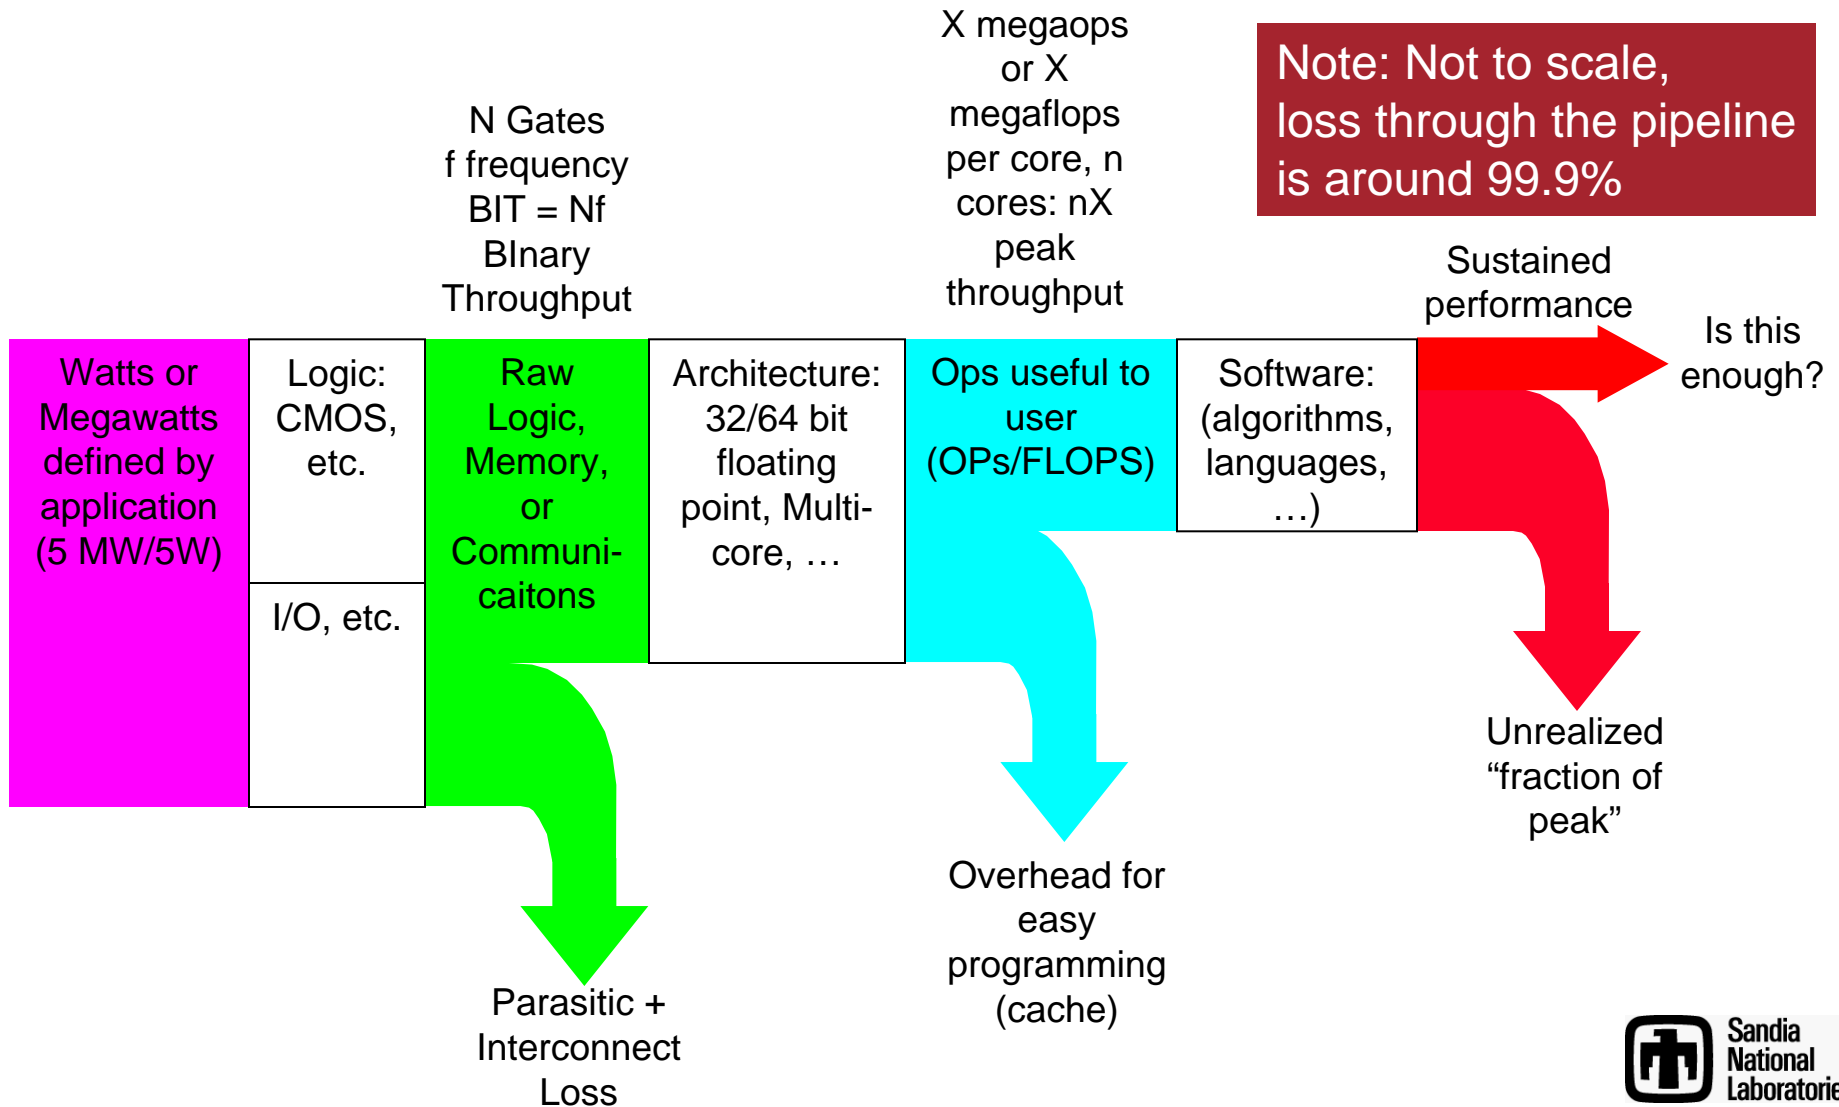 X megaops
or X
megaflops
per core, n
cores: nX
peak
throughput
Note: Not to scale,
loss through the pipeline
is around 99.9%
N Gates
f frequency
BIT = Nf
BInary
Throughput
Sustained
performance
Is this
enough?
Watts or
Megawatts
defined by
application
(5 MW/5W)
Logic:
CMOS,
etc.
I/O, etc.
Raw
Logic,
Memory,
or
Communi-
caitons
Architecture:
32/64 bit
floating
point, Multi-
core, …
Ops useful to
user
(OPs/FLOPS)
Software:
(algorithms,
languages,
…)
Unrealized
“fraction of
peak”
Overhead for
easy
programming
(cache)
Parasitic +
Interconnect
Loss
Sandia
National
Laboratorie